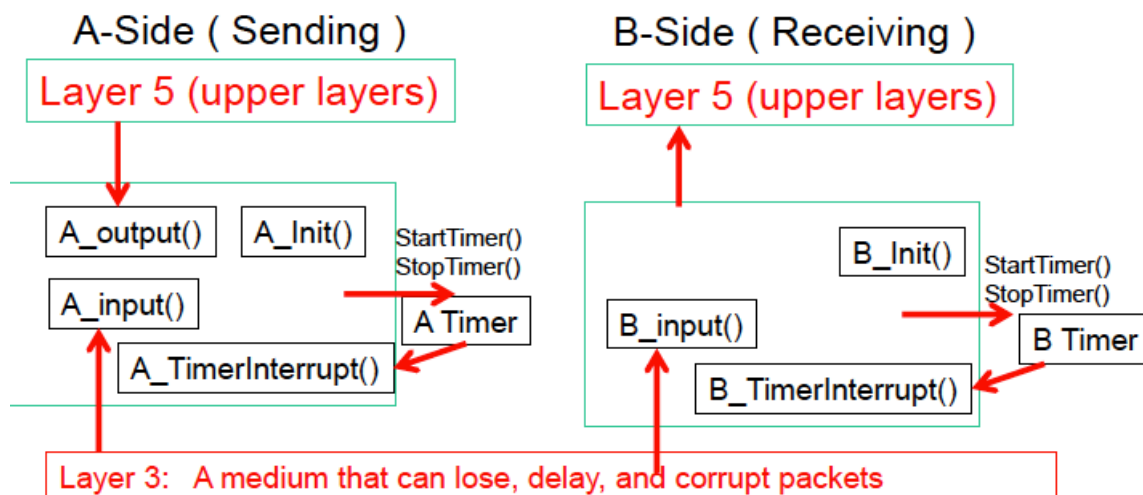 A-Side ( Sending )
B-Side ( Receiving )
Layer 5 (upper layers)
Layer 5 (upper layers)
A_output()
A_Init()
StartTimer()
StopTimer()
A_input()
A Timer
A_TimerInterrupt()
B_Init()
StartTimer()
StopTimer()
B_input()
B Timer
B_TimerInterrupt()
Layer 3: A medium that can lose, delay, and corrupt packets